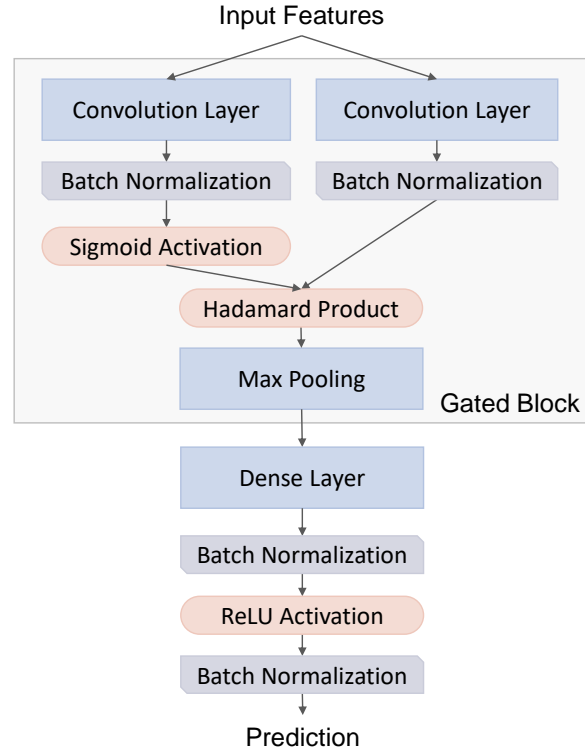 Input Features
Convolution Layer
Convolution Layer
Batch Normalization
Batch Normalization
Sigmoid Activation
Hadamard Product
Max Pooling
Gated Block
Dense Layer
Batch Normalization
ReLU Activation
Batch Normalization
Prediction